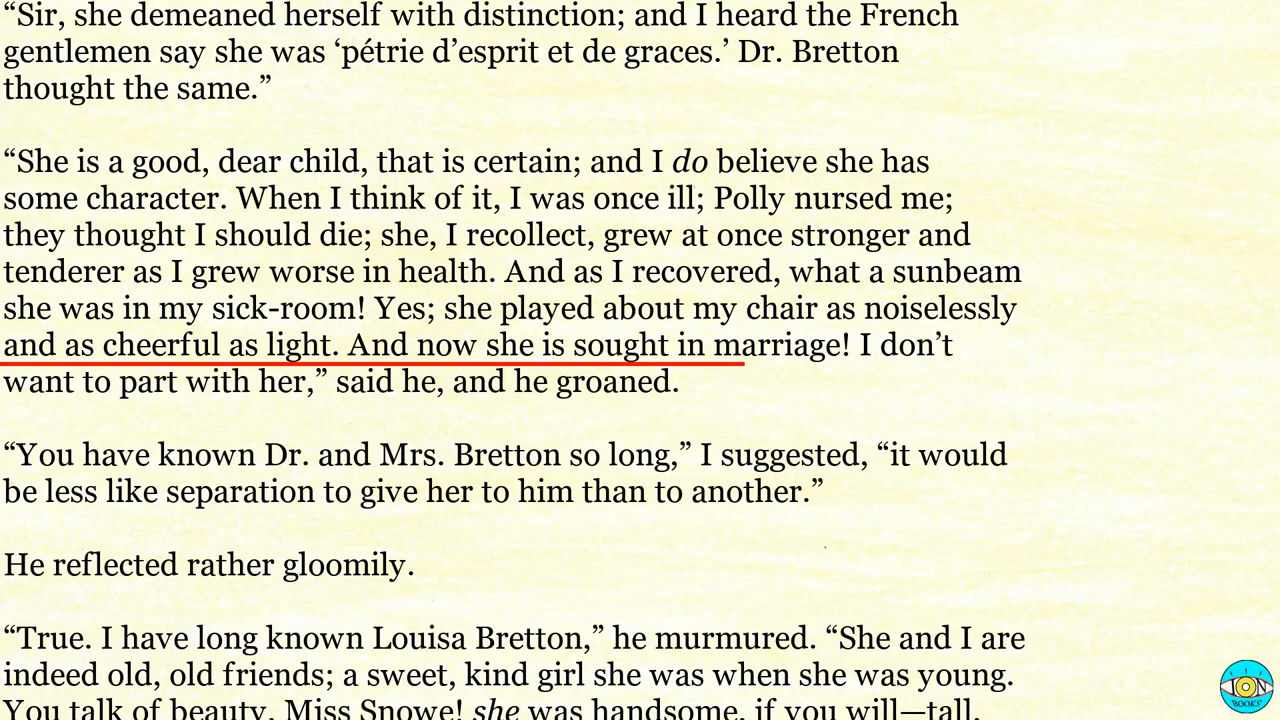 “Sir, she demeaned herself with distinction; and I heard the French
gentlemen say she was ‘pétrie d’esprit et de graces.’ Dr. Bretton
thought the same.”
“She is a good, dear child, that is certain; and I do believe she has
some character. When I think of it, I was once ill; Polly nursed me;
they thought I should die; she, I recollect, grew at once stronger and
tenderer as I grew worse in health. And as I recovered, what a sunbeam
she was in my sick-room! Yes; she played about my chair as noiselessly
and as cheerful as light. And now she is sought in marriage! I don’t
want to part with her,” said he, and he groaned.
“You have known Dr. and Mrs. Bretton so long,” I suggested, “it would
be less like separation to give her to him than to another.”
He reflected rather gloomily.
“True. I have long known Louisa Bretton,” he murmured. “She and I are
indeed old, old friends; a sweet, kind girl she was when she was young.
You talk of beauty, Miss Snowe! she was handsome, if you will—tall,
ION
BOOKS